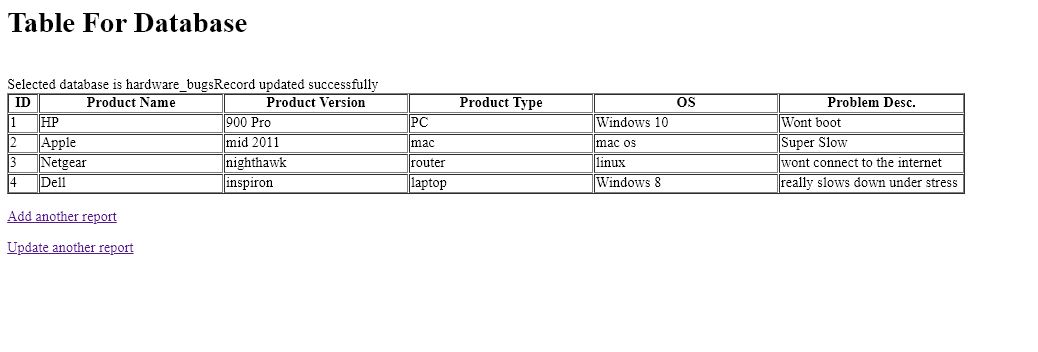 Table For Database
Selected database is hardware_bugsRecord updated successfully
ID Product Name Product Version Product Type OS Problem Desc.
1 HP 900 Pro PC Windows 10 Wont boot
2 Apple mid 2011 mac mac os Super Slow
3 Netgear nighthawk router linux wont connect to the internet
4 Dell inspiron laptop Windows 8 really slows down under stress
Add another report
Update another report